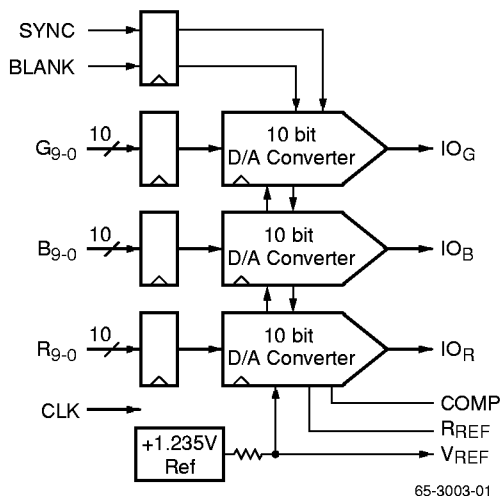 SYNC
BLANK
10
G9-0
10 bit
D/A Converter
IOG
10
B9-0
10 bit
D/A Converter
IOB
10
R9-0
10 bit
D/A Converter
IOR
CLK
COMP
RREF
+1.235V
Ref
VREF
65-3003-01